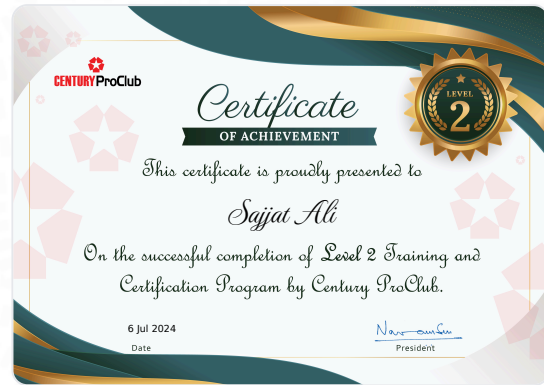 CENTURY ProClub
Certificate
OF ACHIEVEMENT
LEVEL
2
This certificate is proudly presented to
Sajjat Ali
On the successful completion of Level 2 Training and
Certification Program by Century ProClub.
6 Jul 2024
Date
President